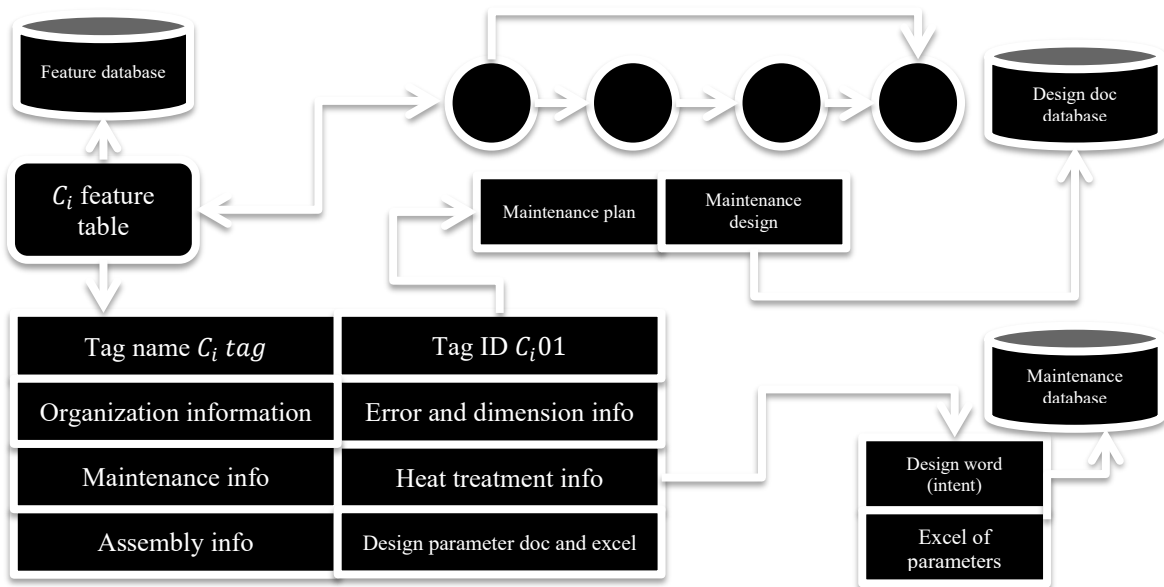 Feature database
Design doc
database
C_i feature
table
Maintenance plan
Maintenance
design
Tag name C_i tag
Tag ID C_i01
Organization information
Error and dimension info
Maintenance info
Heat treatment info
Assembly info
Design parameter doc and excel
Maintenance
database
Design word
(intent)
Excel of
parameters